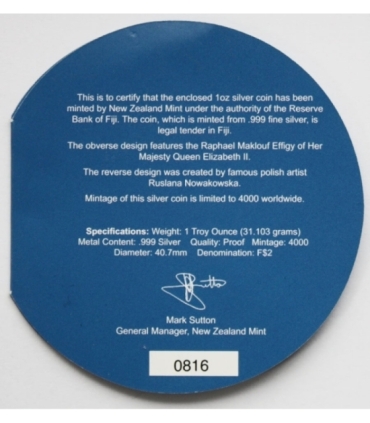 This is to certify that the enclosed 1oz silver coin has been
minted by New Zealand Mint under the authority of the Reserve
Bank of Fiji. The coin, which is minted from .999 fine silver, is
legal tender in Fiji.
The obverse design features the Raphael Maklouf Effigy of Her
Majesty Queen Elizabeth II.
The reverse design was created by famous polish artist
Ruslana Nowakowska.
Mintage of this silver coin is limited to 4000 worldwide.
Specifications: Weight: 1 Troy Ounce (31.103 grams)
Metal Content: .999 Silver Quality: Proof Mintage: 4000
Diameter: 40.7mm Denomination: F$2
Mark Sutton
General Manager, New Zealand Mint
0816